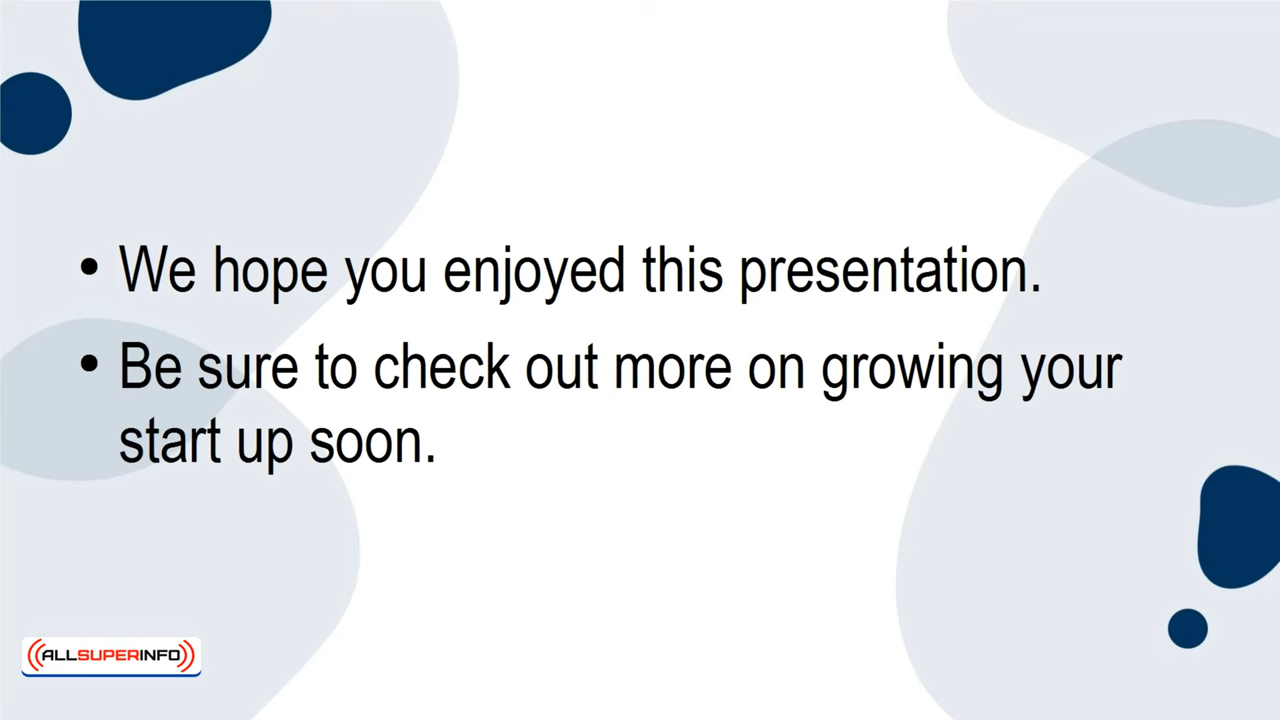 • We hope you enjoyed this presentation.
• Be sure to check out more on growing your
start up soon.
((ALLSUPERINFO))